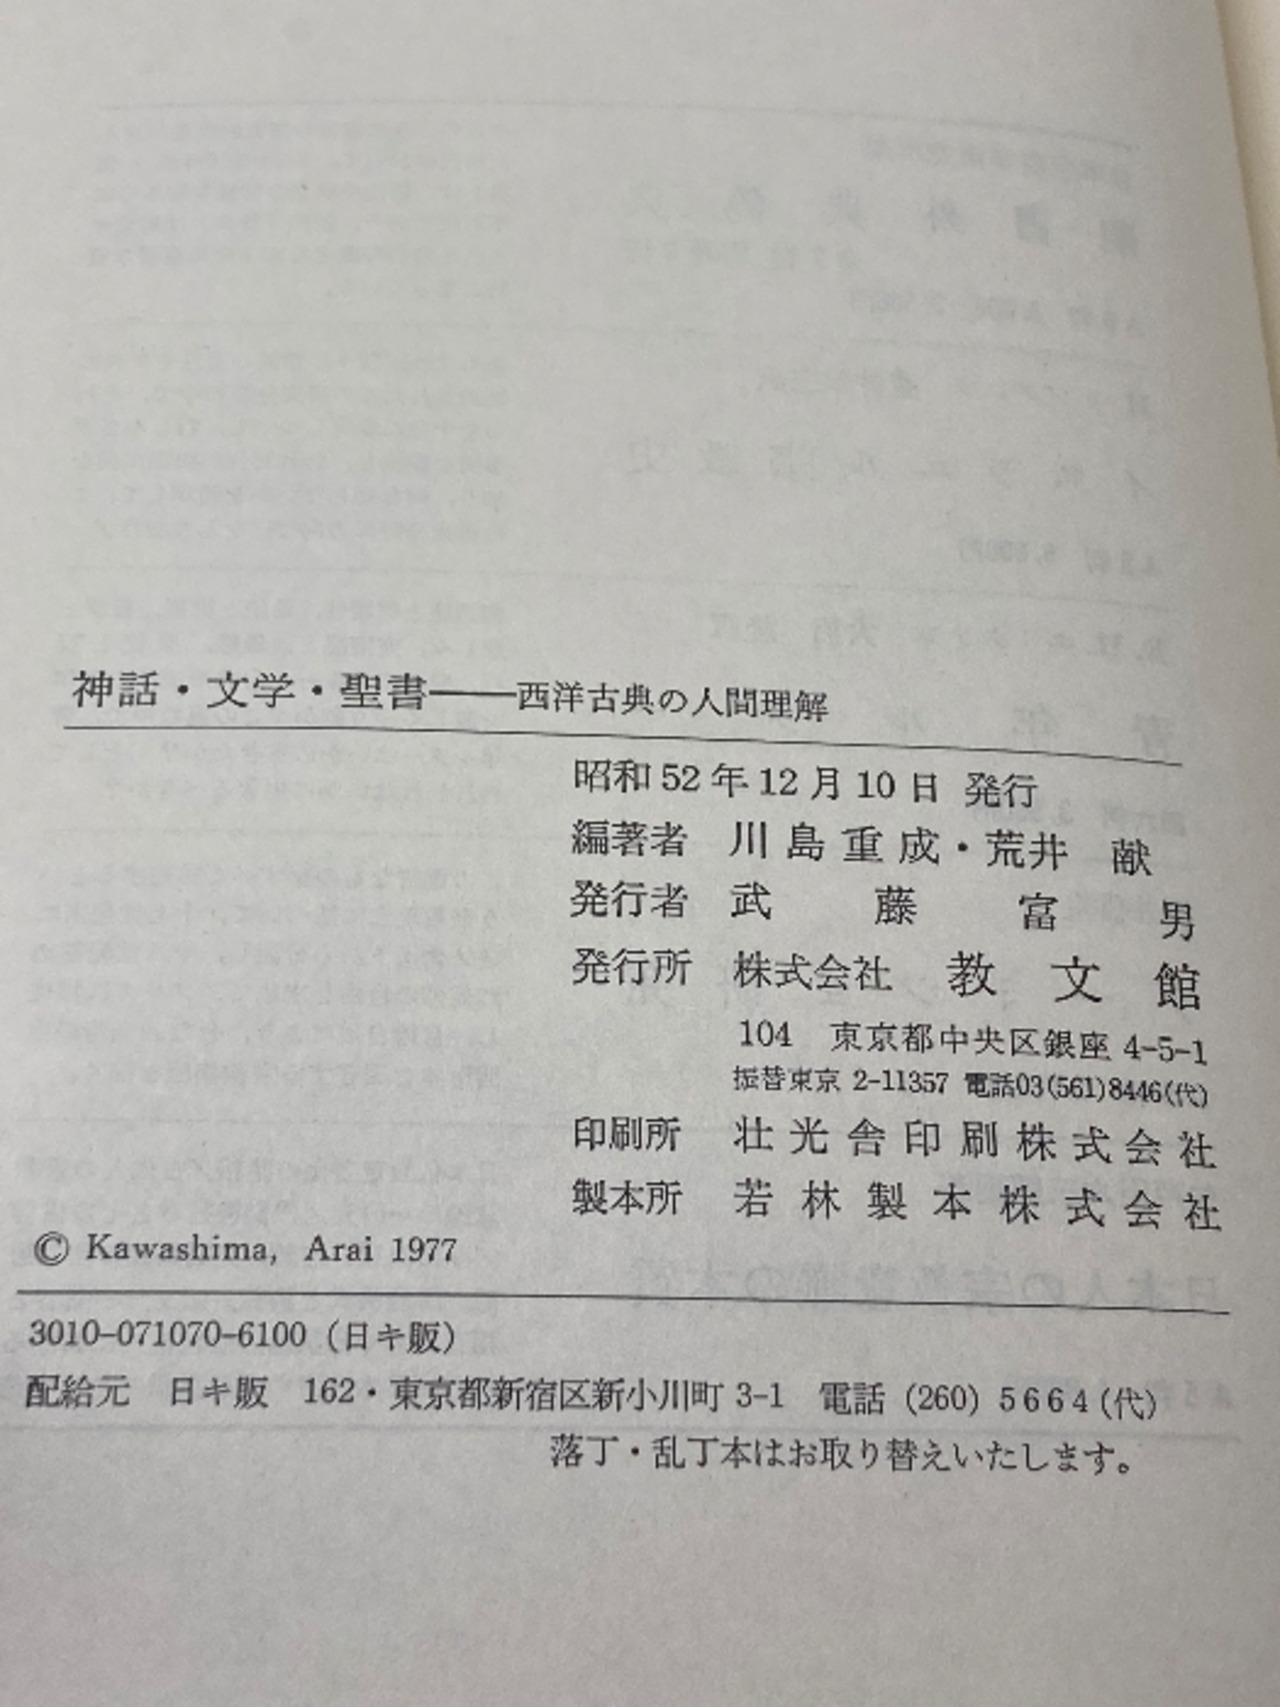 神話・文学・聖書――西洋古典の人間理解
昭和52年12月10日 発行
編著者 川島重成・荒井 献
発行者 武藤富男
発行所 株式会社 教文館
104 東京都中央区銀座 4-5-1
振替東京 2-11357 電話03(561)8446(代)
印刷所 壮光舎印刷株式会社
製本所 若林製本株式会社
© Kawashima, Arai 1977
3010-071070-6100 (日キ販)
配給元 日キ販 162・東京都新宿区新小川町 3-1 電話 (260) 5664 (代)
落丁・乱丁本はお取り替えいたします。